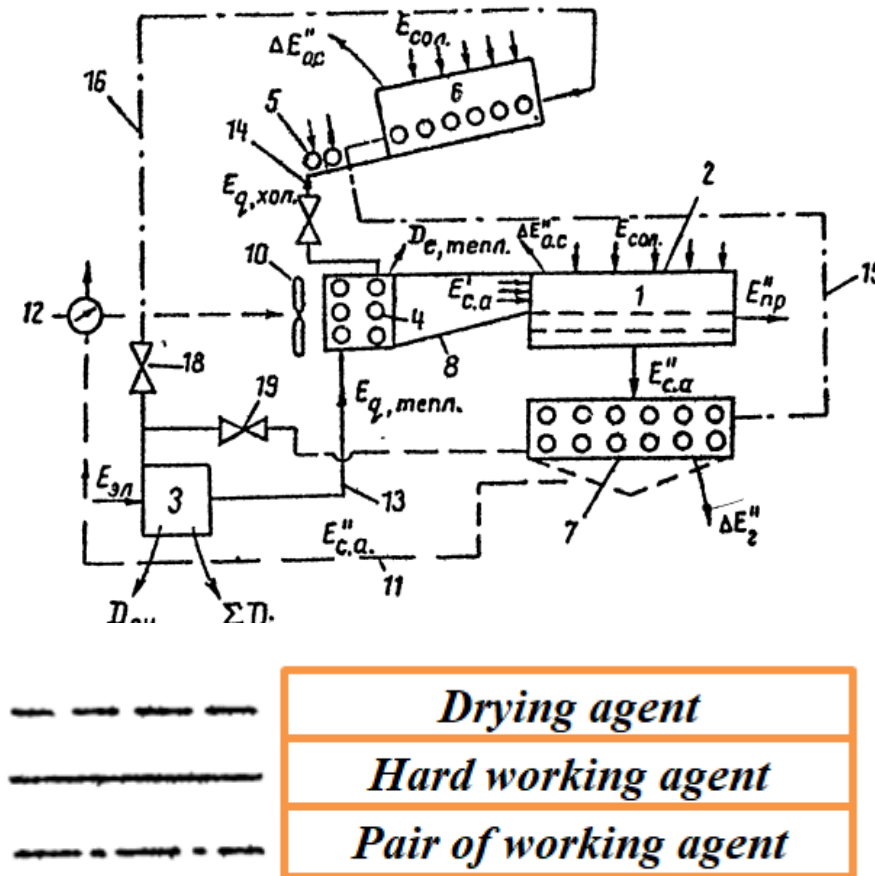 ΔE″а.с
Eсол.
16
6
5
14
2
Eq,хол.
Dе,тепл.
ΔE″а.с
Eсол.
10
15
E′с.а
1
E″пр
12
4
8
18
E″с.а
Eq,тепл.
19
Eэл
3
13
7
ΔE″г
E″с.а.
11
ΣD.
Drying agent
Hard working agent
Pair of working agent